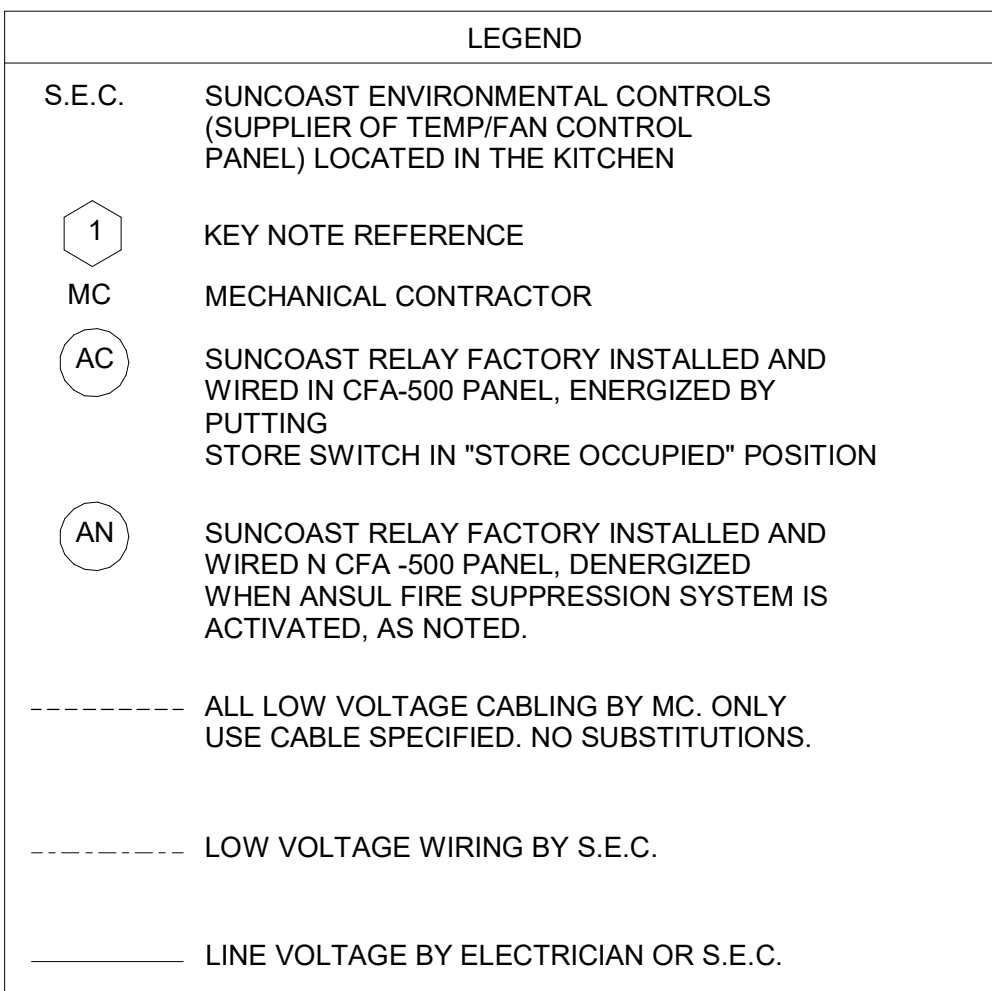 LEGEND
S.E.C. SUNCOAST ENVIRONMENTAL CONTROLS
(SUPPLIER OF TEMP/FAN CONTROL
PANEL) LOCATED IN THE KITCHEN
1 KEY NOTE REFERENCE
MC MECHANICAL CONTRACTOR
AC SUNCOAST RELAY FACTORY INSTALLED AND
WIRED IN CFA-500 PANEL, ENERGIZED BY
PUTTING
STORE SWITCH IN "STORE OCCUPIED" POSITION
AN SUNCOAST RELAY FACTORY INSTALLED AND
WIRED N CFA -500 PANEL, DENERGIZED
WHEN ANSUL FIRE SUPPRESSION SYSTEM IS
ACTIVATED, AS NOTED.
ALL LOW VOLTAGE CABLING BY MC. ONLY
USE CABLE SPECIFIED. NO SUBSTITUTIONS.
LOW VOLTAGE WIRING BY S.E.C.
LINE VOLTAGE BY ELECTRICIAN OR S.E.C.